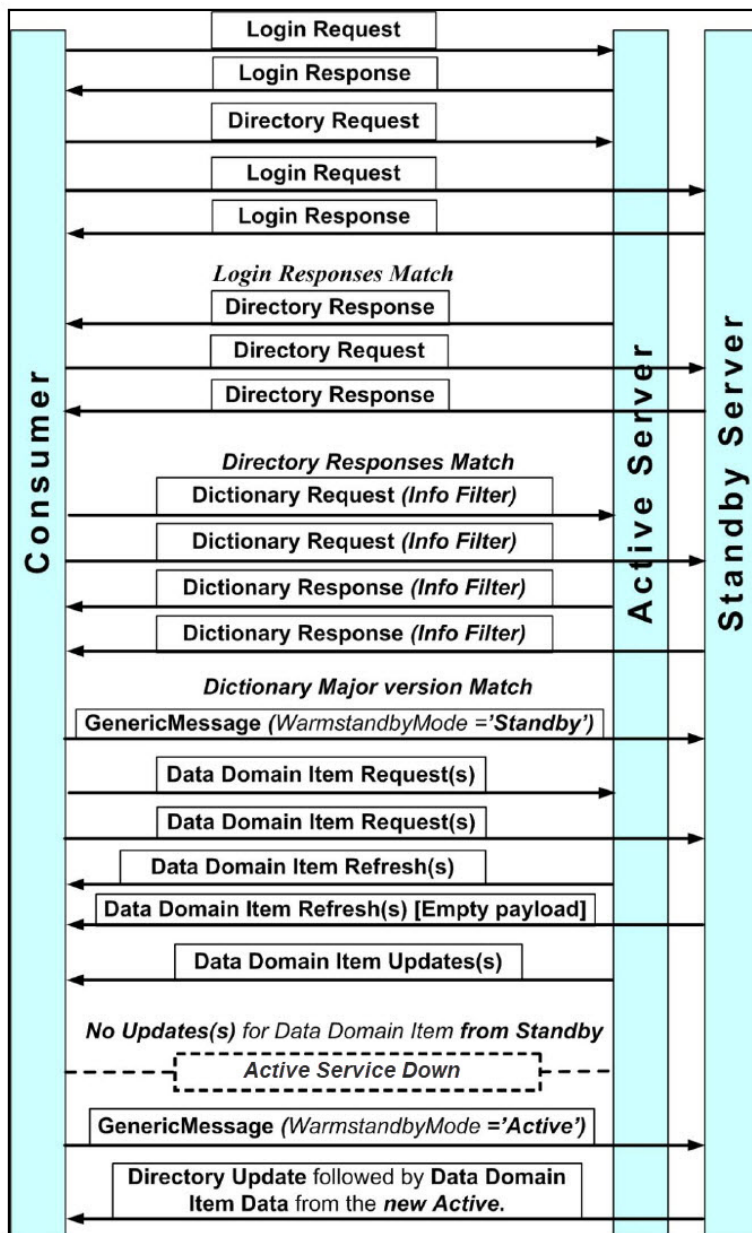 Login Request
Login Response
Directory Request
Login Request
Login Response
Login Responses Match
Directory Response
Directory Request
Directory Response
Directory Responses Match
Dictionary Request (Info Filter)
Dictionary Request (Info Filter)
Dictionary Response (Info Filter)
Dictionary Response (Info Filter)
Dictionary Major version Match
GenericMessage (WarmstandbyMode ='Standby')
Data Domain Item Request(s)
Data Domain Item Request(s)
Data Domain Item Refresh(s)
Data Domain Item Refresh(s) [Empty payload]
Data Domain Item Updates(s)
No Updates(s) for Data Domain Item from Standby
Active Service Down
GenericMessage (WarmstandbyMode ='Active')
Directory Update followed by Data Domain
Item Data from the new Active.
Consumer
Active Server
Standby Server